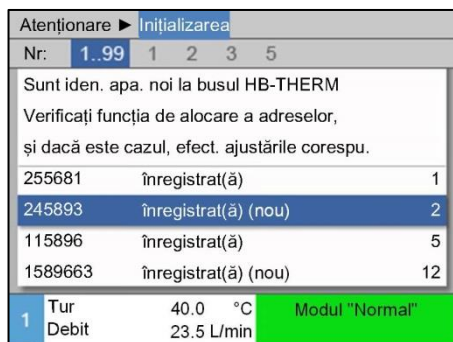 Atenționare ► Inițializarea
Nr: 1..99 1 2 3 5
Sunt iden. apa. noi la busul HB-THERM
Verificați funcția de alocare a adreselor,
și dacă este cazul, efect. ajustările corespu.
255681 înregistrat(ă) 1
245893 înregistrat(ă) (nou) 2
115896 înregistrat(ă) 5
1589663 înregistrat(ă) (nou) 12
1 Tur 40.0 °C Modul "Normal"
Debit 23.5 L/min